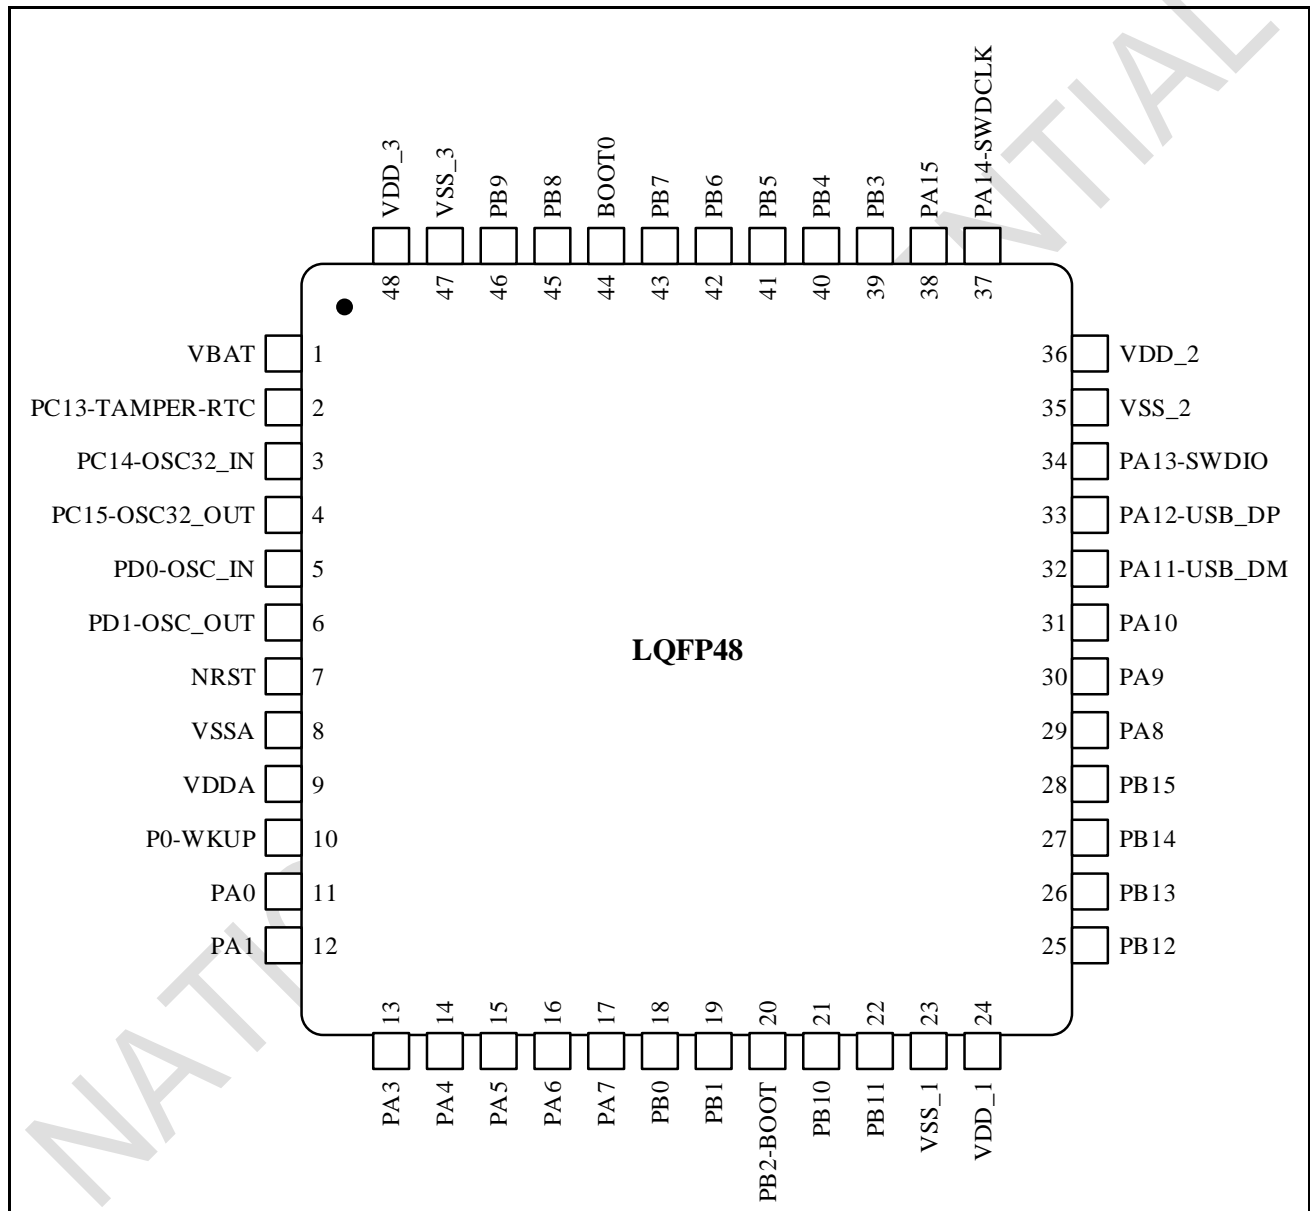 VDD_3
VSS_3
PB9
PB8
BOOT0
PB7
PB6
PB5
PB4
PB3
PA15
PA14-SWDCLK
48
47
46
45
44
43
42
41
40
39
38
37
VBAT 1
PC13-TAMPER-RTC 2
PC14-OSC32_IN 3
PC15-OSC32_OUT 4
PD0-OSC_IN 5
PD1-OSC_OUT 6
NRST 7
VSSA 8
VDDA 9
P0-WKUP 10
PA0 11
PA1 12
LQFP48
36 VDD_2
35 VSS_2
34 PA13-SWDIO
33 PA12-USB_DP
32 PA11-USB_DM
31 PA10
30 PA9
29 PA8
28 PB15
27 PB14
26 PB13
25 PB12
13
14
15
16
17
18
19
20
21
22
23
24
PA3
PA4
PA5
PA6
PA7
PB0
PB1
PB2-BOOT
PB10
PB11
VSS_1
VDD_1